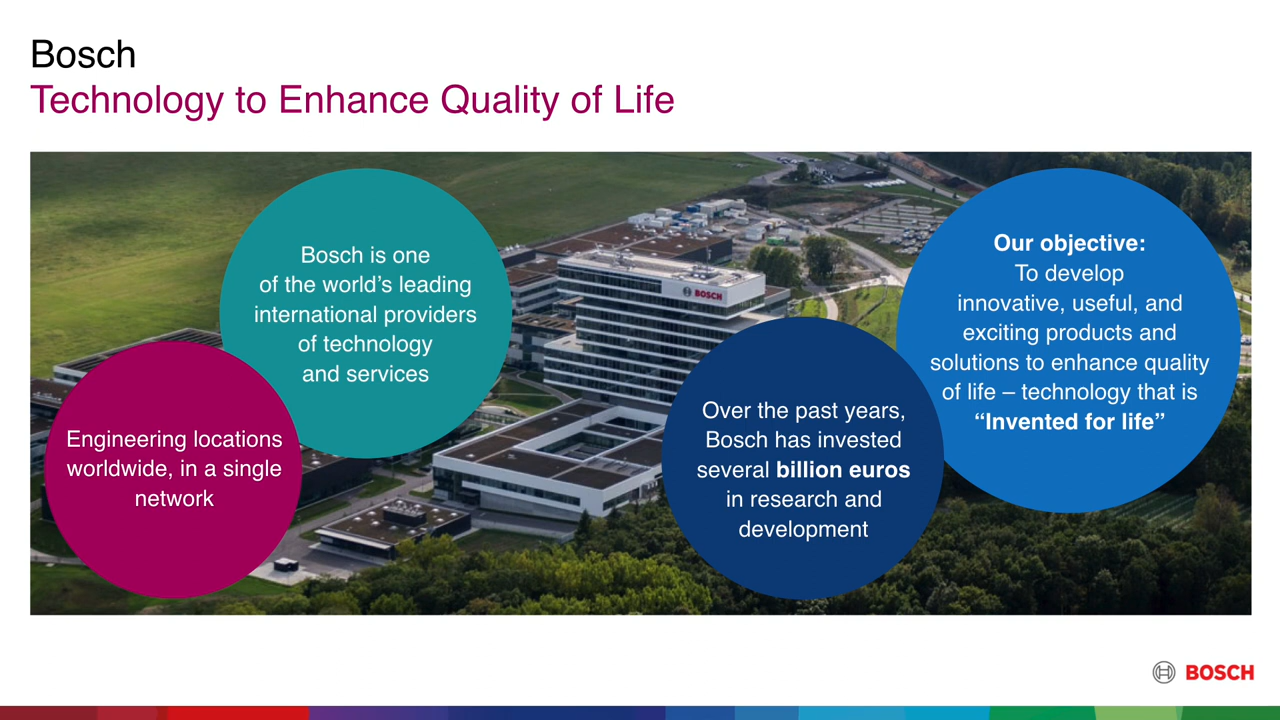 Bosch
Technology to Enhance Quality of Life
Bosch is one
of the world’s leading
international providers
of technology
and services
Engineering locations
worldwide, in a single
network
BOSCH
Over the past years,
Bosch has invested
several billion euros
in research and
development
Our objective:
To develop
innovative, useful, and
exciting products and
solutions to enhance quality
of life – technology that is
“Invented for life”
BOSCH